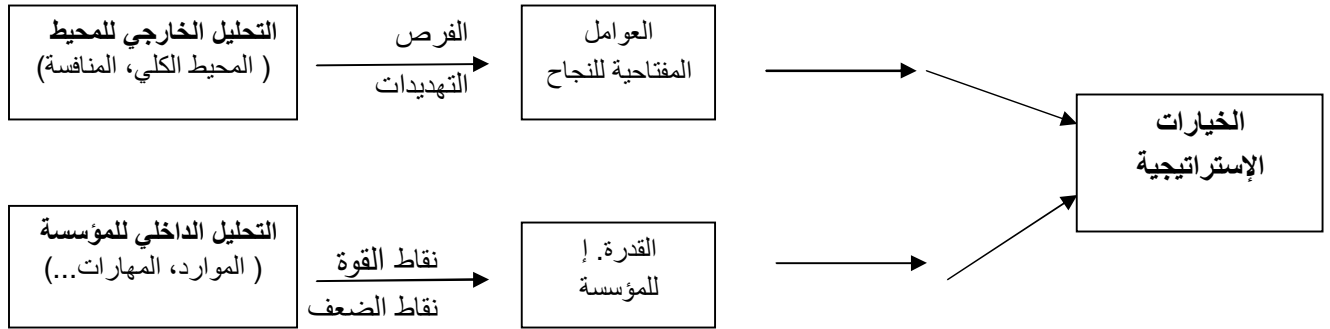 التحليل الخارجي للمحيط
( المحيط الكلي، المنافسة)
الفرص
التهديدات
العوامل
المفتاحية للنجاح
الخيارات
الإستراتيجية
التحليل الداخلي للمؤسسة
( الموارد، المهارات...)
نقاط القوة
نقاط الضعف
القدرة. إ
للمؤسسة